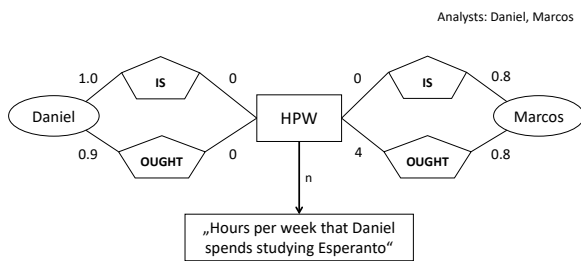 Analysts: Daniel, Marcos
1.0
IS
0
0
IS
0.8
Daniel
HPW
Marcos
0.9
OUGHT
0
4
OUGHT
0.8
n
„Hours per week that Daniel
spends studying Esperanto“